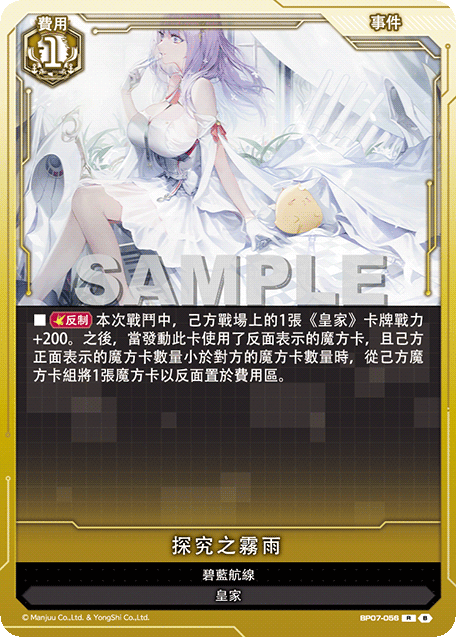 費用
1
事件
SAMPLE
■ 反制 本次戰鬥中，己方戰場上的1張《皇家》卡牌戰力
+200。之後，當發動此卡使用了反面表示的魔方卡，且己方
正面表示的魔方卡數量小於對方的魔方卡數量時，從己方魔
方卡組將1張魔方卡以反面置於費用區。
探究之霧雨
碧藍航線
皇家
© Manjuu Co.,Ltd. & YongShi Co.,Ltd.
BP07-056 R B